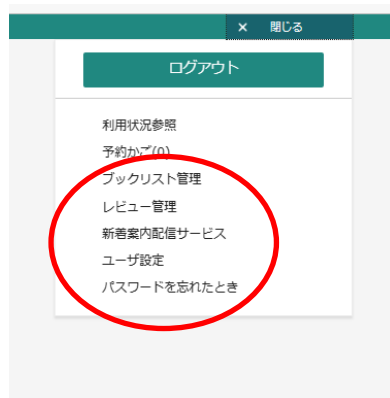 × 閉じる
ログアウト
利用状況参照
予約かご(0)
ブックリスト管理
レビュー管理
新着案内配信サービス
ユーザ設定
パスワードを忘れたとき